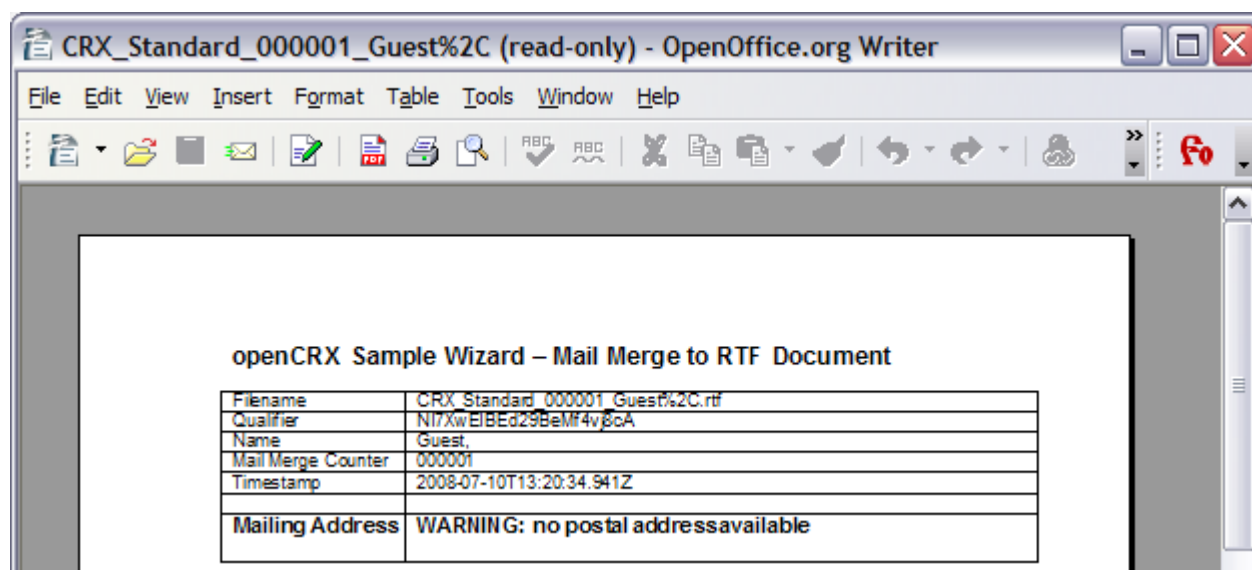 CRX_Standard_000001_Guest%2C (read-only) - OpenOffice.org Writer
File Edit View Insert Format Table Tools Window Help
openCRX Sample Wizard – Mail Merge to RTF Document
Filename CRX_Standard_000001_Guest%2C.rtf
Qualifier
Name Guest,
Mail Merge Counter 000001
Timestamp 2008-07-10T13:20:34.941Z
Mailing Address WARNING: no postal addressavailable